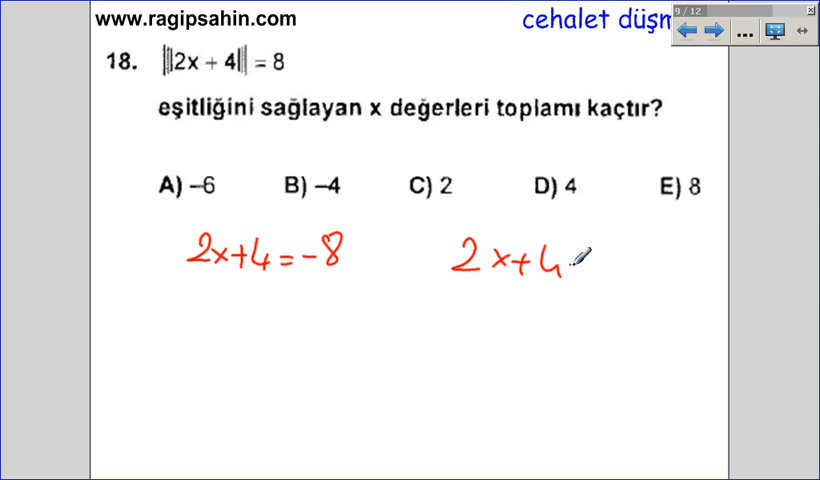 www.ragipsahin.com
cehalet düşm
9 / 12
18. |||2x + 4||| = 8
eşitliğini sağlayan x değerleri toplamı kaçtır?
A) –6 B) –4 C) 2 D) 4 E) 8
2x+4=-8 2x+4